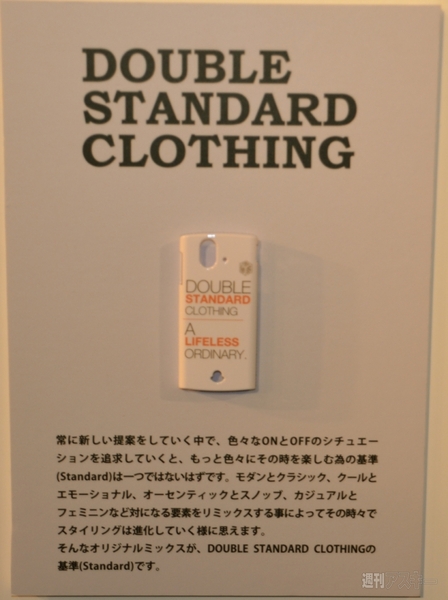 DOUBLE
STANDARD
CLOTHING
DOUBLE
STANDARD
CLOTHING
A
LIFELESS
ORDINARY.
常に新しい提案をしていく中で、色々なONとOFFのシチュエー
ションを追求していくと、もっと色々にその時を楽しむ為の基準
(Standard)は一つではないはずです。モダンとクラシック、クールと
エモーショナル、オーセンティックとスノッブ、カジュアルと
フェミニンなど対になる要素をリミックスする事によってその時々で
スタイリングは進化していく様に思えます。
そんなオリジナルミックスが、DOUBLE STANDARD CLOTHINGの
基準(Standard)です。
週刊アスキー